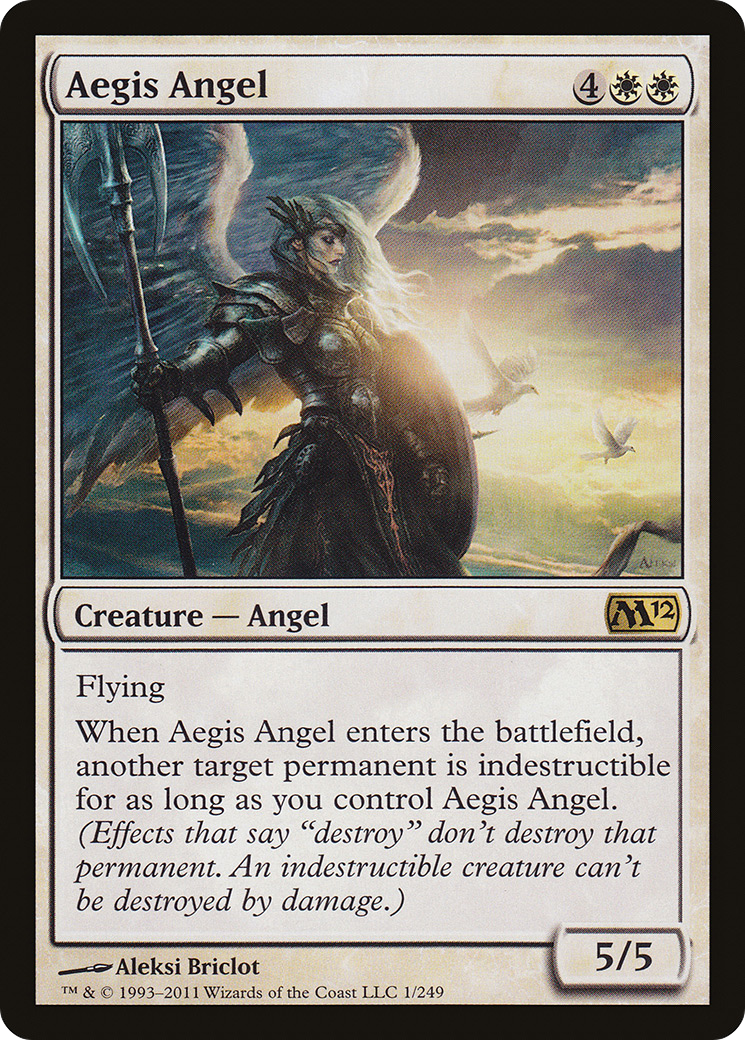 Aegis Angel 4
Aleksi
Creature — Angel M12
Flying
When Aegis Angel enters the battlefield,
another target permanent is indestructible
for as long as you control Aegis Angel.
(Effects that say “destroy” don’t destroy that
permanent. An indestructible creature can’t
be destroyed by damage.)
5/5
Aleksi Briclot
™ & © 1993–2011 Wizards of the Coast LLC 1/249